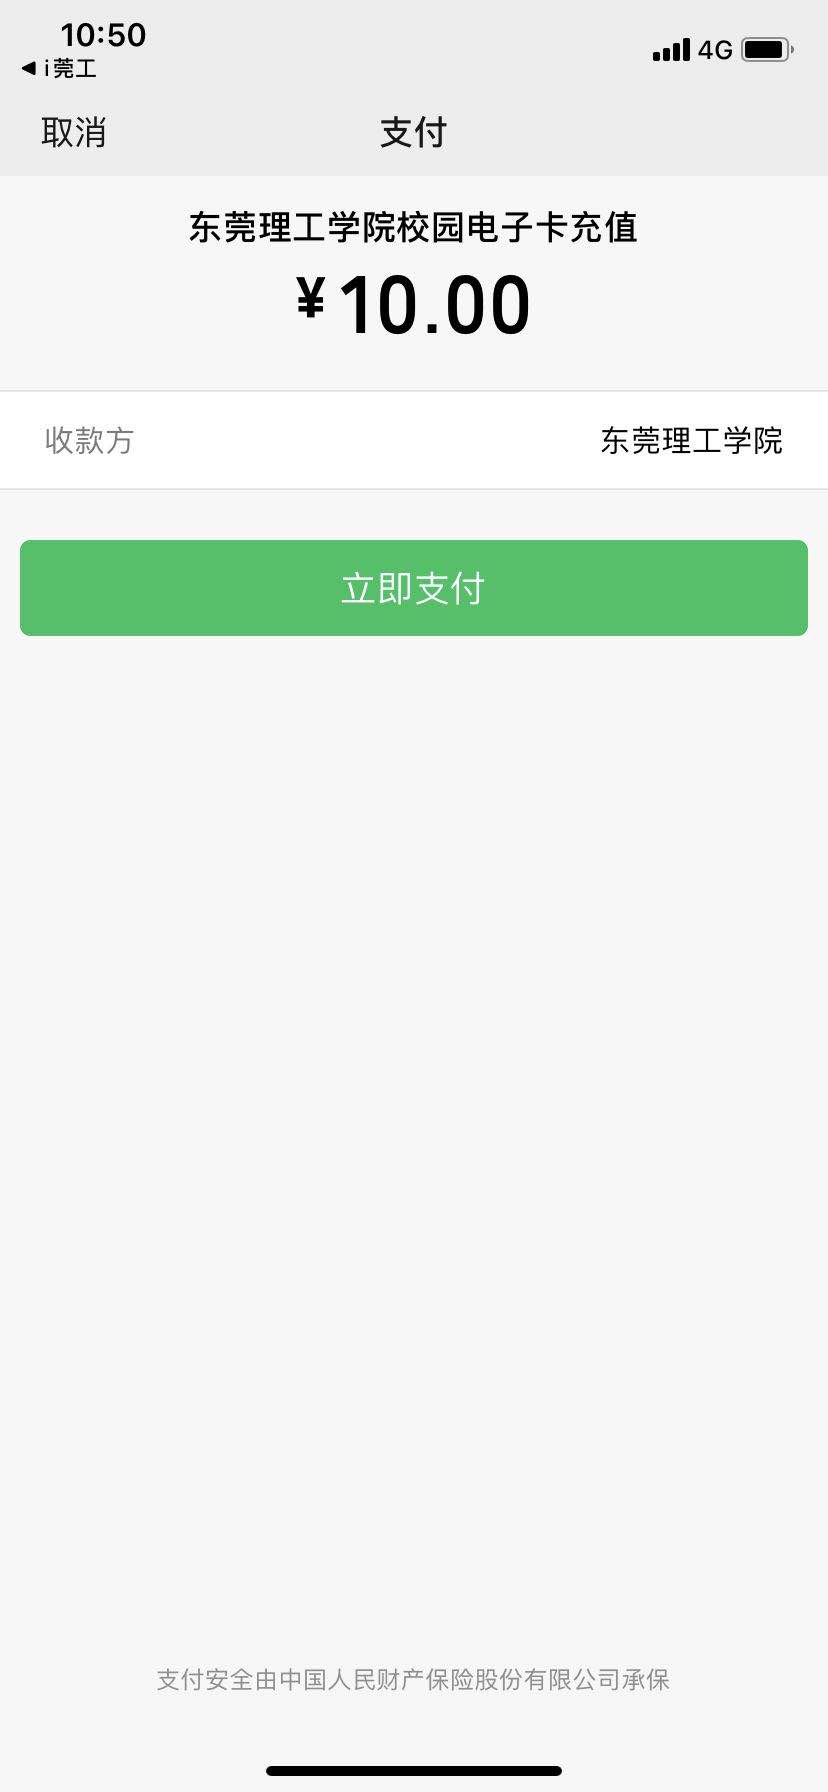 10:50
4G
◀ i莞工
取消
支付
东莞理工学院校园电子卡充值
¥10.00
收款方
东莞理工学院
立即支付
支付安全由中国人民财产保险股份有限公司承保